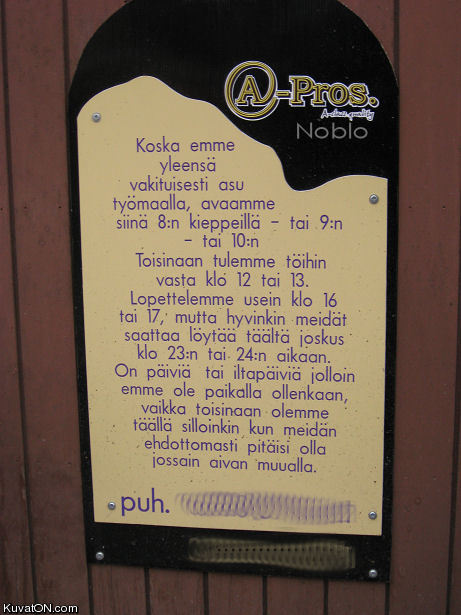 A-Pros.
A-class quality
Noblo
Koska emme
yleensä
vakituisesti asu
työmaalla, avaamme
siinä 8:n kieppeillä – tai 9:n
– tai 10:n
Toisinaan tulemme töihin
vasta klo 12 tai 13.
Lopettelemme usein klo 16
tai 17, mutta hyvinkin meidät
saattaa löytää täältä joskus
klo 23:n tai 24:n aikaan.
On päiviä tai iltapäiviä jolloin
emme ole paikalla ollenkaan,
vaikka toisinaan olemme
täällä silloinkin kun meidän
ehdottomasti pitäisi olla
jossain aivan muualla.
puh.
KuvatON.com